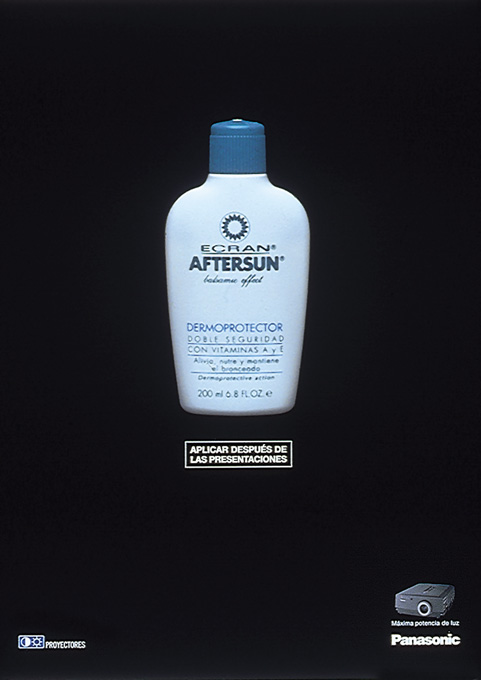 ECRAN®
AFTERSUN®
balsamic effect
DERMOPROTECTOR
DOBLE SEGURIDAD
CON VITAMINAS A y E
Alivia, nutre y mantiene
el bronceado
Dermoprotective action
200 ml 6.8 FL.OZ. e
APLICAR DESPUÉS DE
LAS PRESENTACIONES
Máxima potencia de luz
Panasonic
PROYECTORES